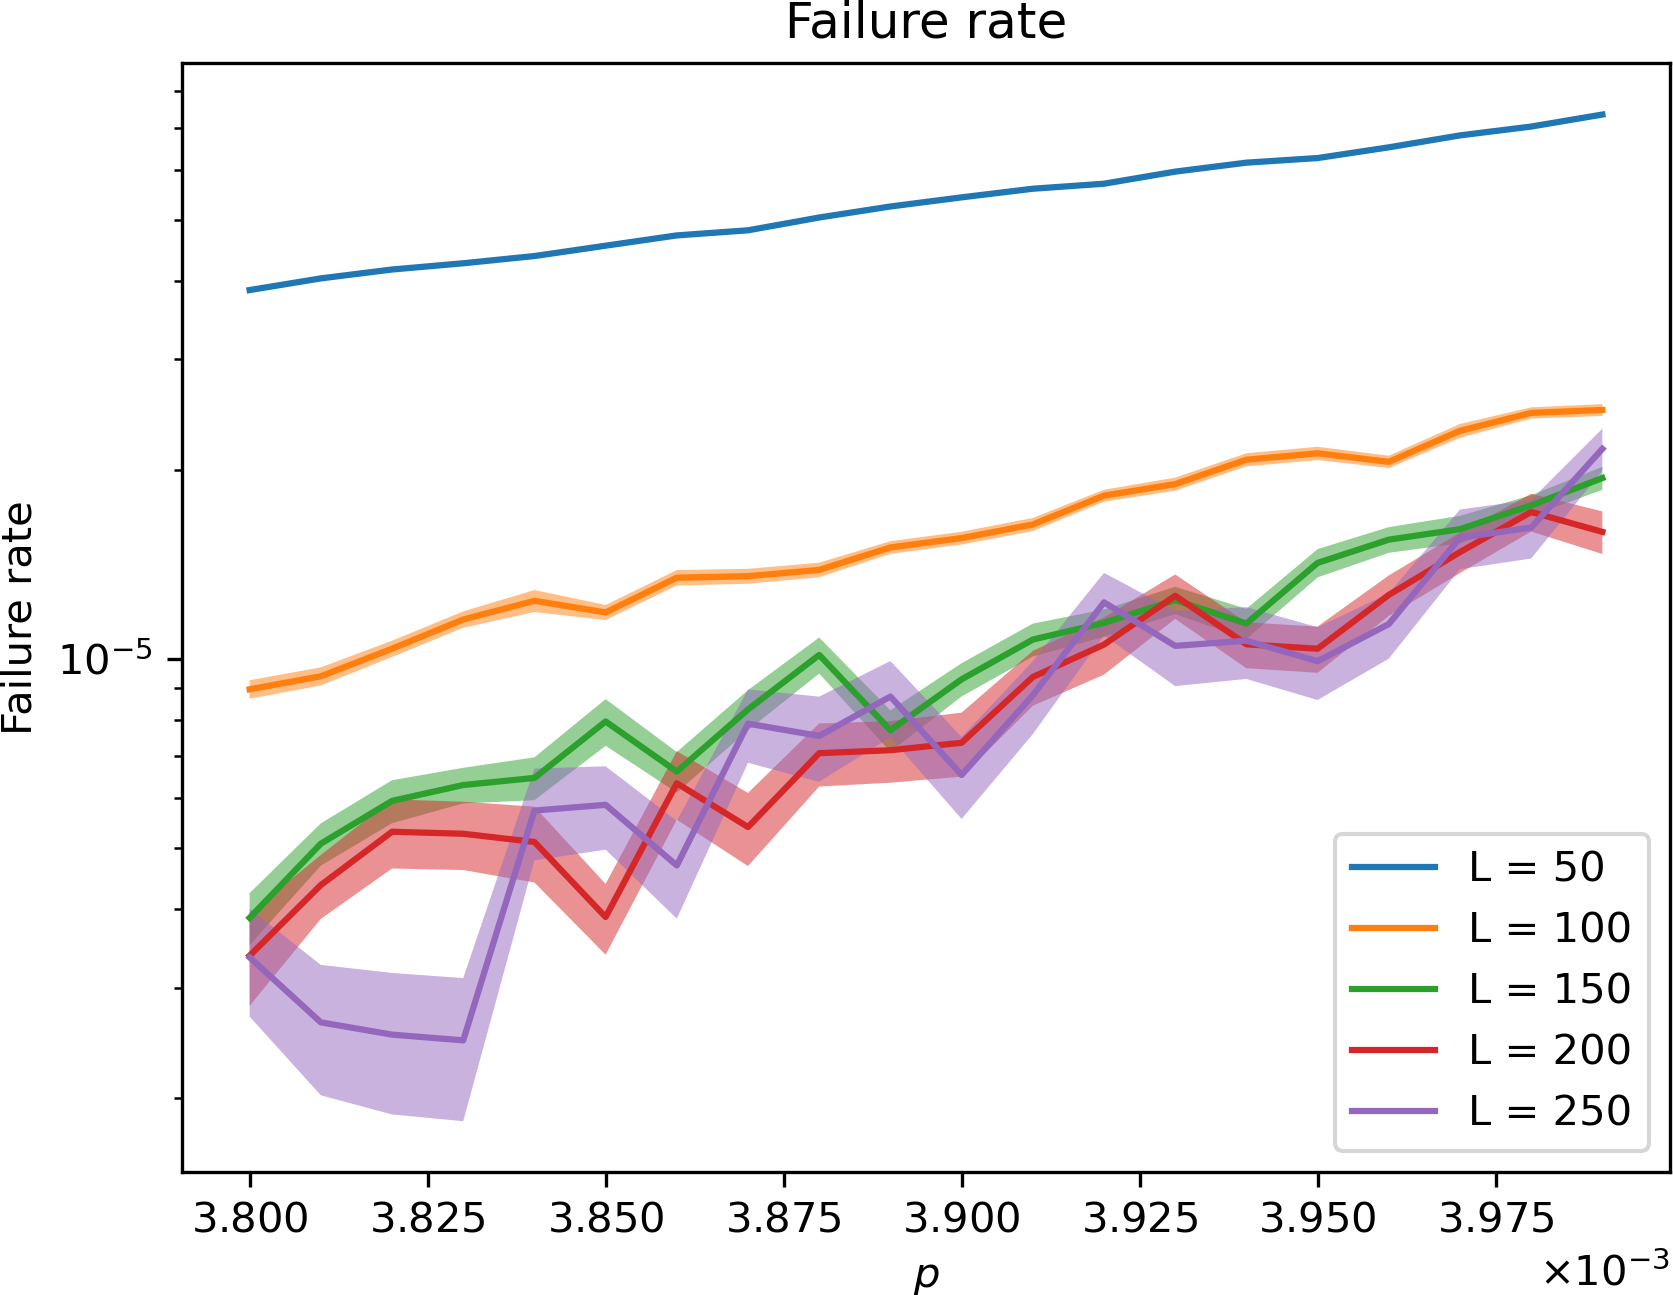 Failure rate
Failure rate
10⁻⁵
3.800 3.825 3.850 3.875 3.900 3.925 3.950 3.975
×10⁻³
p
L = 50
L = 100
L = 150
L = 200
L = 250